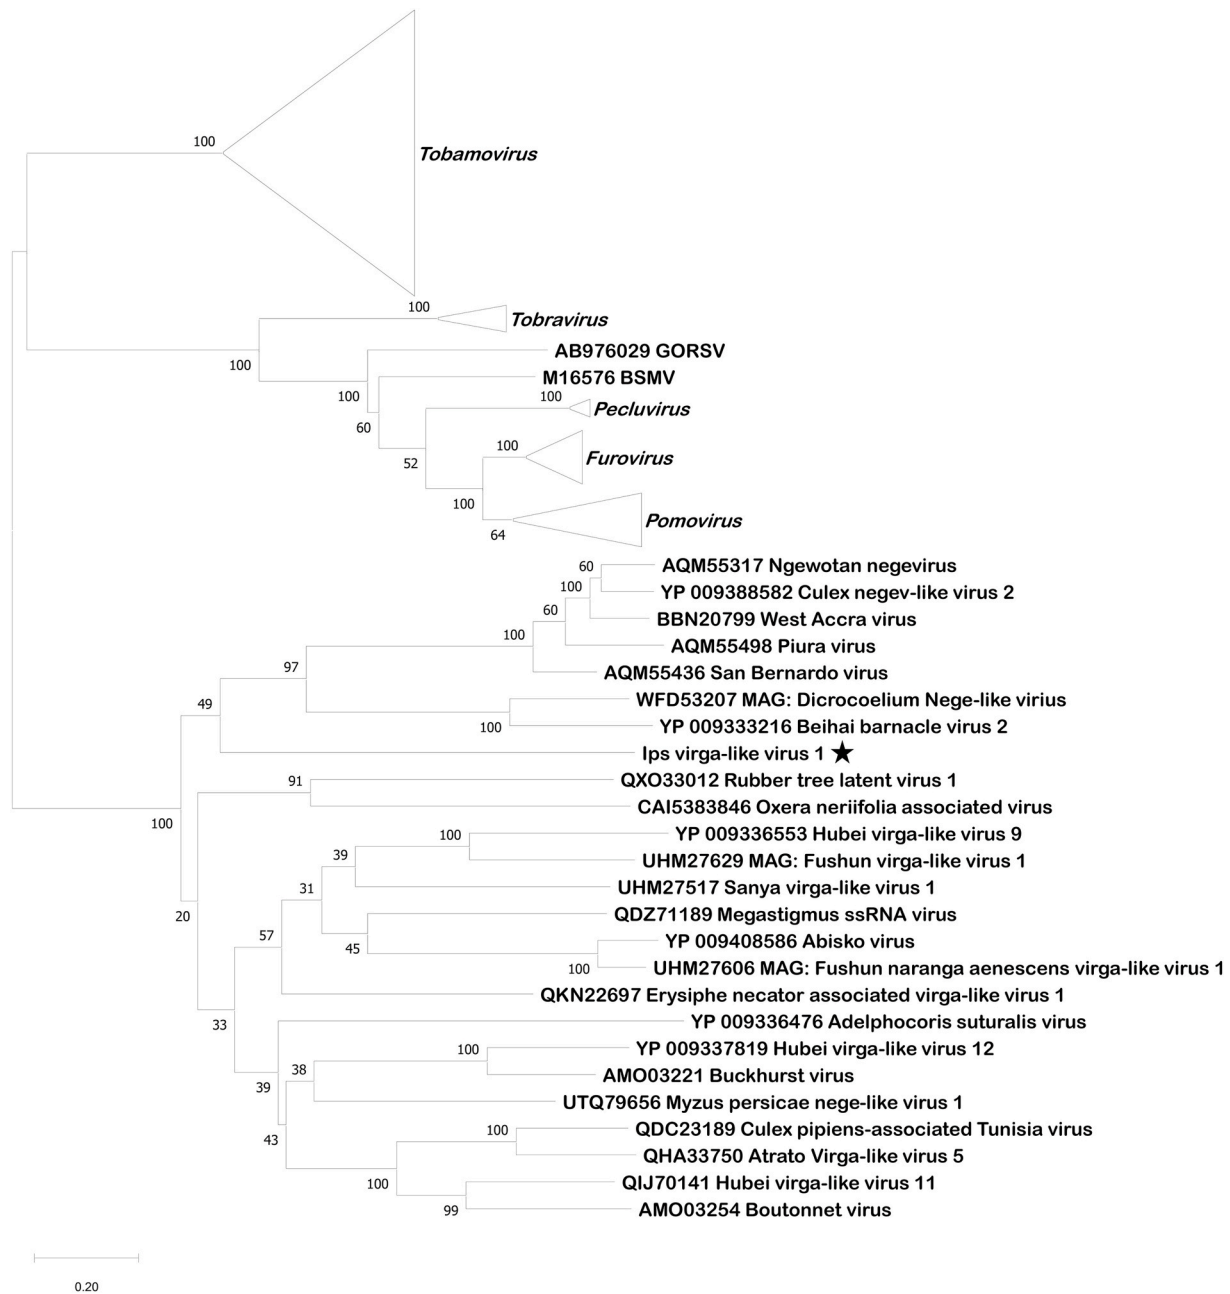 100
Tobamovirus
100
Tobravirus
AB976029 GORSV
100
M16576 BSMV
100
100
Pecluvirus
60
100
Furovirus
52
100
Pomovirus
64
60
AQM55317 Ngewotan negevirus
100
YP 009388582 Culex negev-like virus 2
60
BBN20799 West Accra virus
100
AQM55498 Piura virus
97
AQM55436 San Bernardo virus
49
WFD53207 MAG: Dicrocoelium Nege-like virius
100
YP 009333216 Beihai barnacle virus 2
Ips virga-like virus 1 ★
91
QXO33012 Rubber tree latent virus 1
100
CAI5383846 Oxera neriifolia associated virus
100
YP 009336553 Hubei virga-like virus 9
39
UHM27629 MAG: Fushun virga-like virus 1
31
UHM27517 Sanya virga-like virus 1
20
QDZ71189 Megastigmus ssRNA virus
57
45
YP 009408586 Abisko virus
100
UHM27606 MAG: Fushun naranga aenescens virga-like virus 1
QKN22697 Erysiphe necator associated virga-like virus 1
33
YP 009336476 Adelphocoris suturalis virus
100
YP 009337819 Hubei virga-like virus 12
38
AMO03221 Buckhurst virus
39
UTQ79656 Myzus persicae nege-like virus 1
100
QDC23189 Culex pipiens-associated Tunisia virus
43
QHA33750 Atrato Virga-like virus 5
100
QIJ70141 Hubei virga-like virus 11
99
AMO03254 Boutonnet virus
0.20